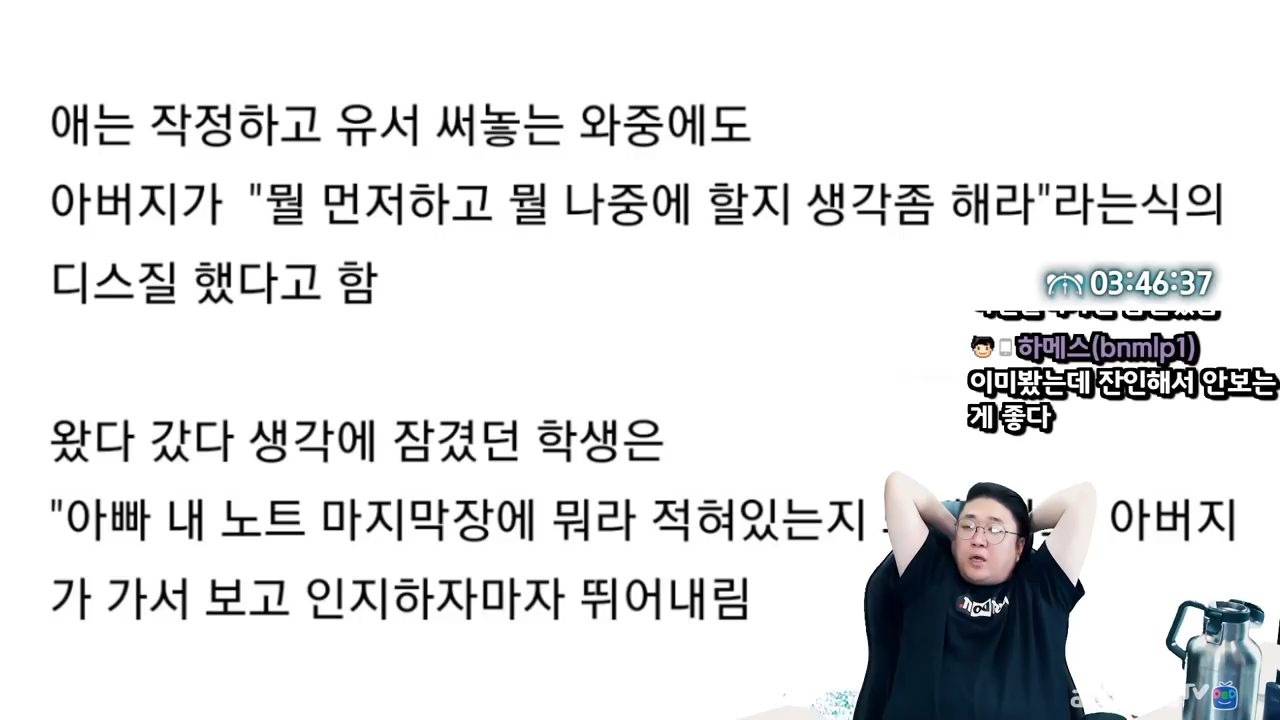 애는 작정하고 유서 써놓는 와중에도
아버지가 "뭘 먼저하고 뭘 나중에 할지 생각좀 해라"라는식의
디스질 했다고 함
03:46:37
하메스(bnmlp1)
이미봤는데 잔인해서 안보는
게 좋다
왔다 갔다 생각에 잠겼던 학생은
"아빠 내 노트 마지막장에 뭐라 적혀있는지 아버지
가 가서 보고 인지하자마자 뛰어내림